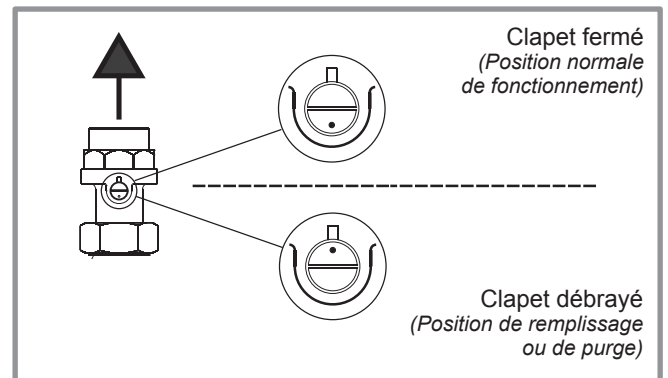 Clapet fermé
(Position normale
de fonctionnement)
Clapet débrayé
(Position de remplissage
ou de purge)